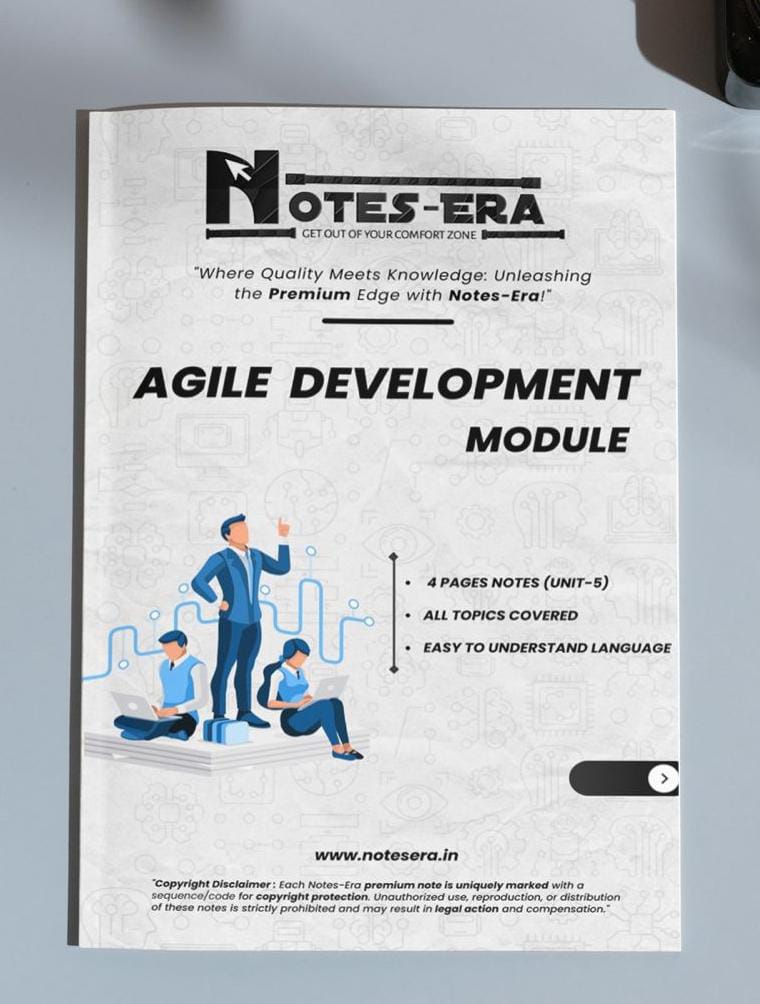 NOTES-ERA
GET OUT OF YOUR COMFORT ZONE
"Where Quality Meets Knowledge: Unleashing
the Premium Edge with Notes-Era!"
AGILE DEVELOPMENT
MODULE
• 4 PAGES NOTES (UNIT-5)
• ALL TOPICS COVERED
• EASY TO UNDERSTAND LANGUAGE
www.notesera.in
"Copyright Disclaimer : Each Notes-Era premium note is uniquely marked with a
sequence/code for copyright protection. Unauthorized use, reproduction, or distribution
of these notes is strictly prohibited and may result in legal action and compensation."